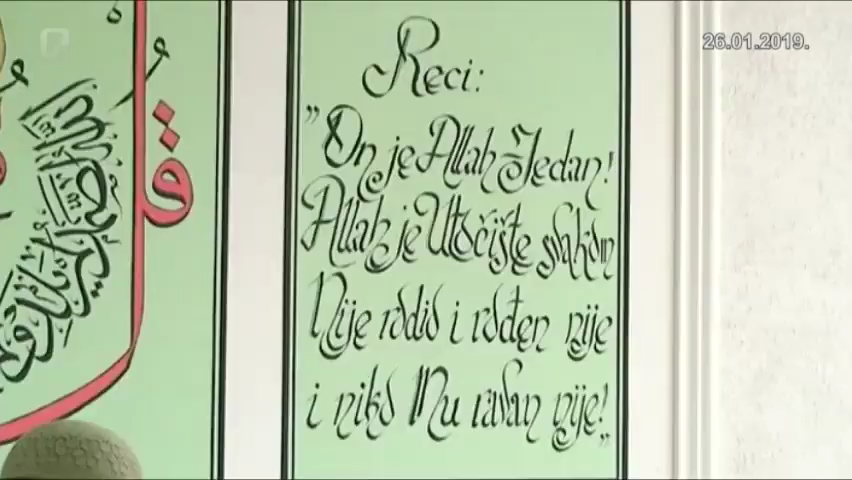 26.01.2019.
Reci:
"On je Allah Jedan!
Allah je Utočište svakom
Nije rodio i rođen nije
i niko Mu ravan nije!"
قل